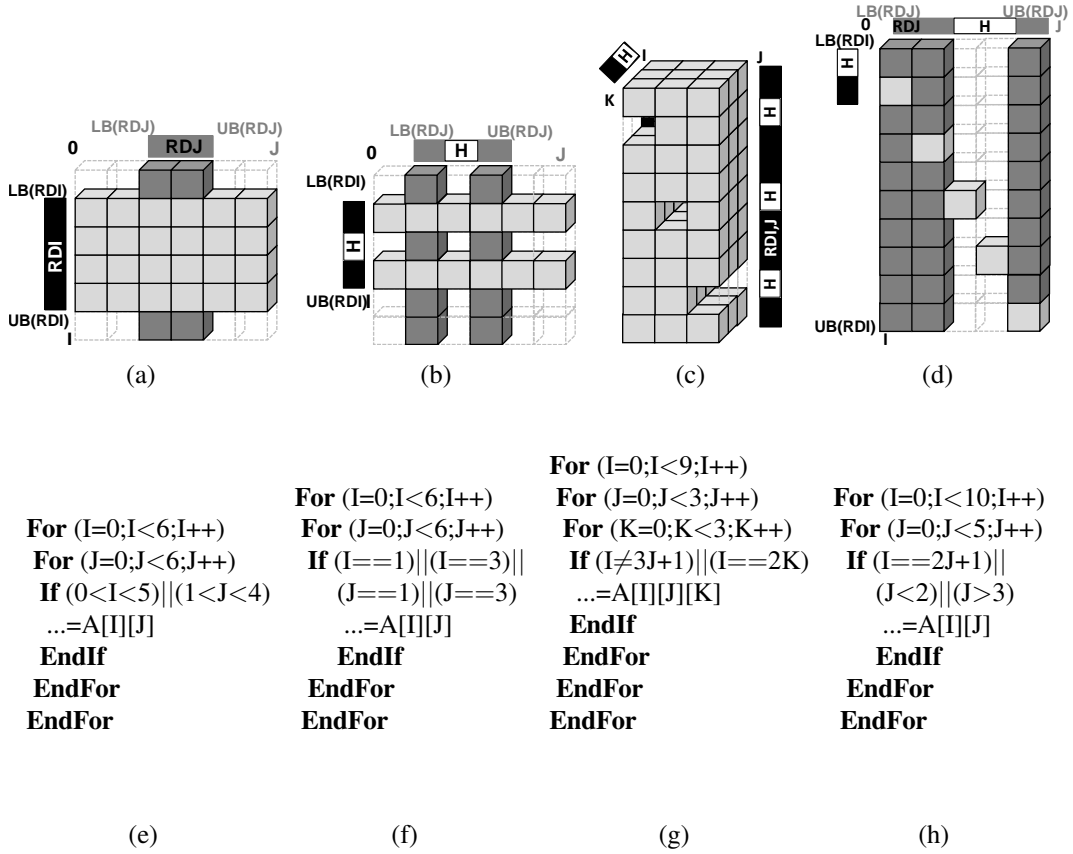 LB(RDJ) UB(RDJ)
0 RDJ J
LB(RDI)
RDI
UB(RDI)
I
(a)
LB(RDJ) UB(RDJ)
0 H J
LB(RDI)
H
UB(RDI)
I
(b)
I J
H
K
H
H
RDI,J
H
(c)
LB(RDJ) UB(RDJ)
0 RDJ H J
LB(RDI)
H
UB(RDI)
I
(d)
For (I=0;I<6;I++)
For (J=0;J<6;J++)
If (0<I<5)||(1<J<4)
...=A[I][J]
EndIf
EndFor
EndFor
(e)
For (I=0;I<6;I++)
For (J=0;J<6;J++)
If (I==1)||(I==3)||
(J==1)||(J==3)
...=A[I][J]
EndIf
EndFor
EndFor
(f)
For (I=0;I<9;I++)
For (J=0;J<3;J++)
For (K=0;K<3;K++)
If (I≠3J+1)||(I==2K)
...=A[I][J][K]
EndIf
EndFor
EndFor
EndFor
(g)
For (I=0;I<10;I++)
For (J=0;J<5;J++)
If (I==2J+1)||
(J<2)||(J>3)
...=A[I][J]
EndIf
EndFor
EndFor
(h)